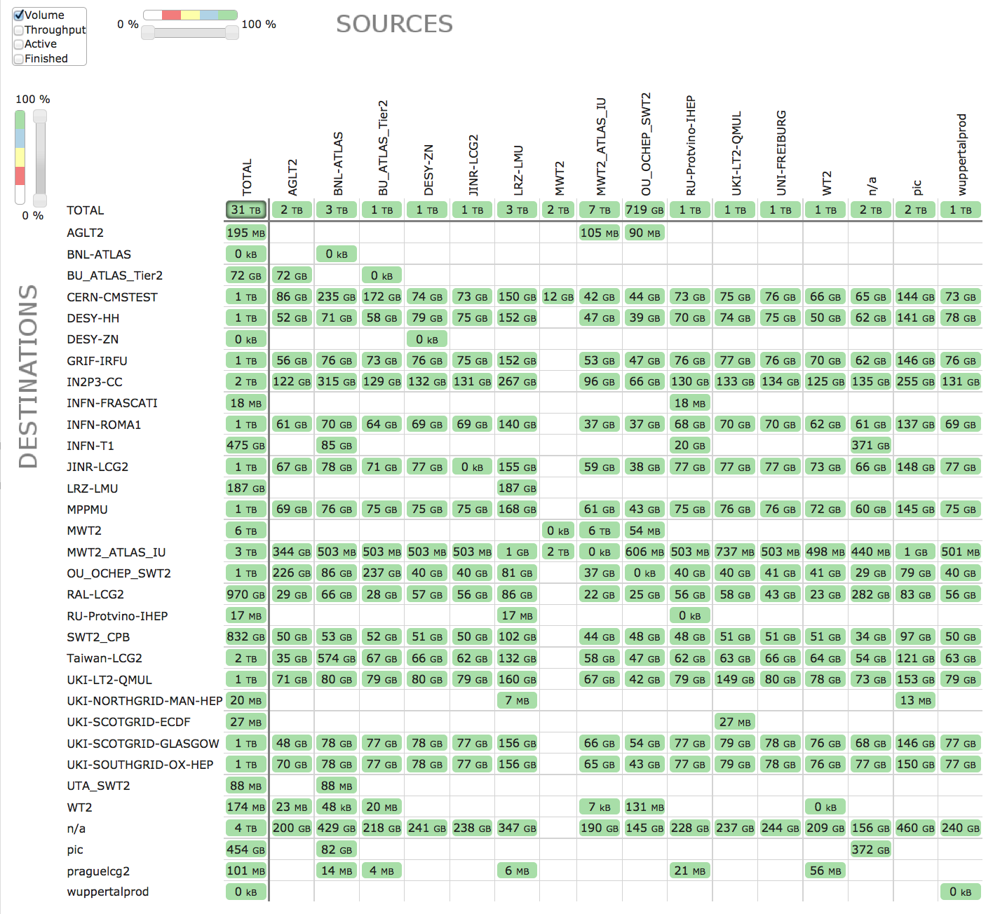 Volume
Throughput
Active
Finished
0 % 100 %
SOURCES
100 %
0 %
DESTINATIONS
TOTAL AGLT2 BNL-ATLAS BU_ATLAS_Tier2 DESY-ZN JINR-LCG2 LRZ-LMU MWT2 MWT2_ATLAS_IU OU_OCHEP_SWT2 RU-Protvino-IHEP UKI-LT2-QMUL UNI-FREIBURG WT2 n/a pic wuppertalprod
TOTAL 31 TB 2 TB 3 TB 1 TB 1 TB 1 TB 3 TB 2 TB 7 TB 719 GB 1 TB 1 TB 1 TB 1 TB 2 TB 2 TB 1 TB
AGLT2 195 MB 105 MB 90 MB
BNL-ATLAS 0 kB 0 kB
BU_ATLAS_Tier2 72 GB 72 GB 0 kB
CERN-CMSTEST 1 TB 86 GB 235 GB 172 GB 74 GB 73 GB 150 GB 12 GB 42 GB 44 GB 73 GB 75 GB 76 GB 66 GB 65 GB 144 GB 73 GB
DESY-HH 1 TB 52 GB 71 GB 58 GB 79 GB 75 GB 152 GB 47 GB 39 GB 70 GB 74 GB 75 GB 50 GB 62 GB 141 GB 78 GB
DESY-ZN 0 kB 0 kB
GRIF-IRFU 1 TB 56 GB 76 GB 73 GB 76 GB 75 GB 152 GB 53 GB 47 GB 76 GB 77 GB 76 GB 70 GB 62 GB 146 GB 76 GB
IN2P3-CC 2 TB 122 GB 315 GB 129 GB 132 GB 131 GB 267 GB 96 GB 66 GB 130 GB 133 GB 134 GB 125 GB 135 GB 255 GB 131 GB
INFN-FRASCATI 18 MB 18 MB
INFN-ROMA1 1 TB 61 GB 70 GB 64 GB 69 GB 69 GB 140 GB 37 GB 37 GB 68 GB 70 GB 70 GB 62 GB 61 GB 137 GB 69 GB
INFN-T1 475 GB 85 GB 20 GB 371 GB
JINR-LCG2 1 TB 67 GB 78 GB 71 GB 77 GB 0 kB 155 GB 59 GB 38 GB 77 GB 77 GB 77 GB 73 GB 66 GB 148 GB 77 GB
LRZ-LMU 187 GB 187 GB
MPPMU 1 TB 69 GB 76 GB 75 GB 75 GB 75 GB 168 GB 61 GB 43 GB 75 GB 76 GB 76 GB 72 GB 60 GB 145 GB 75 GB
MWT2 6 TB 0 kB 6 TB 54 MB
MWT2_ATLAS_IU 3 TB 344 GB 503 MB 503 MB 503 MB 503 MB 1 GB 2 TB 0 kB 606 MB 503 MB 737 MB 503 MB 498 MB 440 MB 1 GB 501 MB
OU_OCHEP_SWT2 1 TB 226 GB 86 GB 237 GB 40 GB 40 GB 81 GB 37 GB 0 kB 40 GB 40 GB 41 GB 41 GB 29 GB 79 GB 40 GB
RAL-LCG2 970 GB 29 GB 66 GB 28 GB 57 GB 56 GB 86 GB 22 GB 25 GB 56 GB 58 GB 43 GB 23 GB 282 GB 83 GB 56 GB
RU-Protvino-IHEP 17 MB 17 MB 0 kB
SWT2_CPB 832 GB 50 GB 53 GB 52 GB 51 GB 50 GB 102 GB 44 GB 48 GB 48 GB 51 GB 51 GB 51 GB 34 GB 97 GB 50 GB
Taiwan-LCG2 2 TB 35 GB 574 GB 67 GB 66 GB 62 GB 132 GB 58 GB 47 GB 62 GB 63 GB 66 GB 64 GB 54 GB 121 GB 63 GB
UKI-LT2-QMUL 1 TB 71 GB 80 GB 79 GB 80 GB 79 GB 160 GB 67 GB 42 GB 79 GB 149 GB 80 GB 78 GB 73 GB 153 GB 79 GB
UKI-NORTHGRID-MAN-HEP 20 MB 7 MB 13 MB
UKI-SCOTGRID-ECDF 27 MB 27 MB
UKI-SCOTGRID-GLASGOW 1 TB 48 GB 78 GB 77 GB 78 GB 77 GB 156 GB 66 GB 54 GB 77 GB 79 GB 78 GB 76 GB 68 GB 146 GB 77 GB
UKI-SOUTHGRID-OX-HEP 1 TB 70 GB 78 GB 77 GB 78 GB 77 GB 156 GB 65 GB 43 GB 77 GB 79 GB 78 GB 76 GB 77 GB 150 GB 77 GB
UTA_SWT2 88 MB 88 MB
WT2 174 MB 23 MB 48 kB 20 MB 7 kB 131 MB 0 kB
n/a 4 TB 200 GB 429 GB 218 GB 241 GB 238 GB 347 GB 190 GB 145 GB 228 GB 237 GB 244 GB 209 GB 156 GB 460 GB 240 GB
pic 454 GB 82 GB 372 GB
praguelcg2 101 MB 14 MB 4 MB 6 MB 21 MB 56 MB
wuppertalprod 0 kB 0 kB